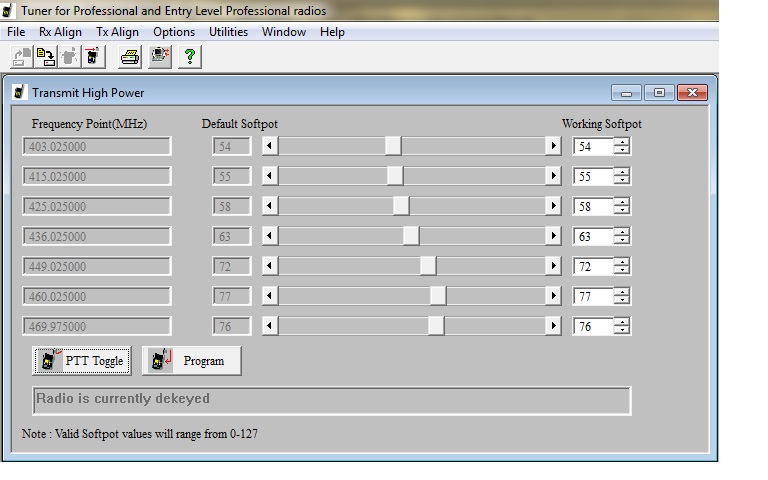 Tuner for Professional and Entry Level Professional radios
File Rx Align Tx Align Options Utilities Window Help
Transmit High Power
Frequency Point(MHz) Default Softpot Working Softpot
403.025000 54 54
415.025000 55 55
425.025000 58 58
436.025000 63 63
449.025000 72 72
460.025000 77 77
469.975000 76 76
PTT Toggle Program
Radio is currently dekeyed
Note : Valid Softpot values will range from 0-127